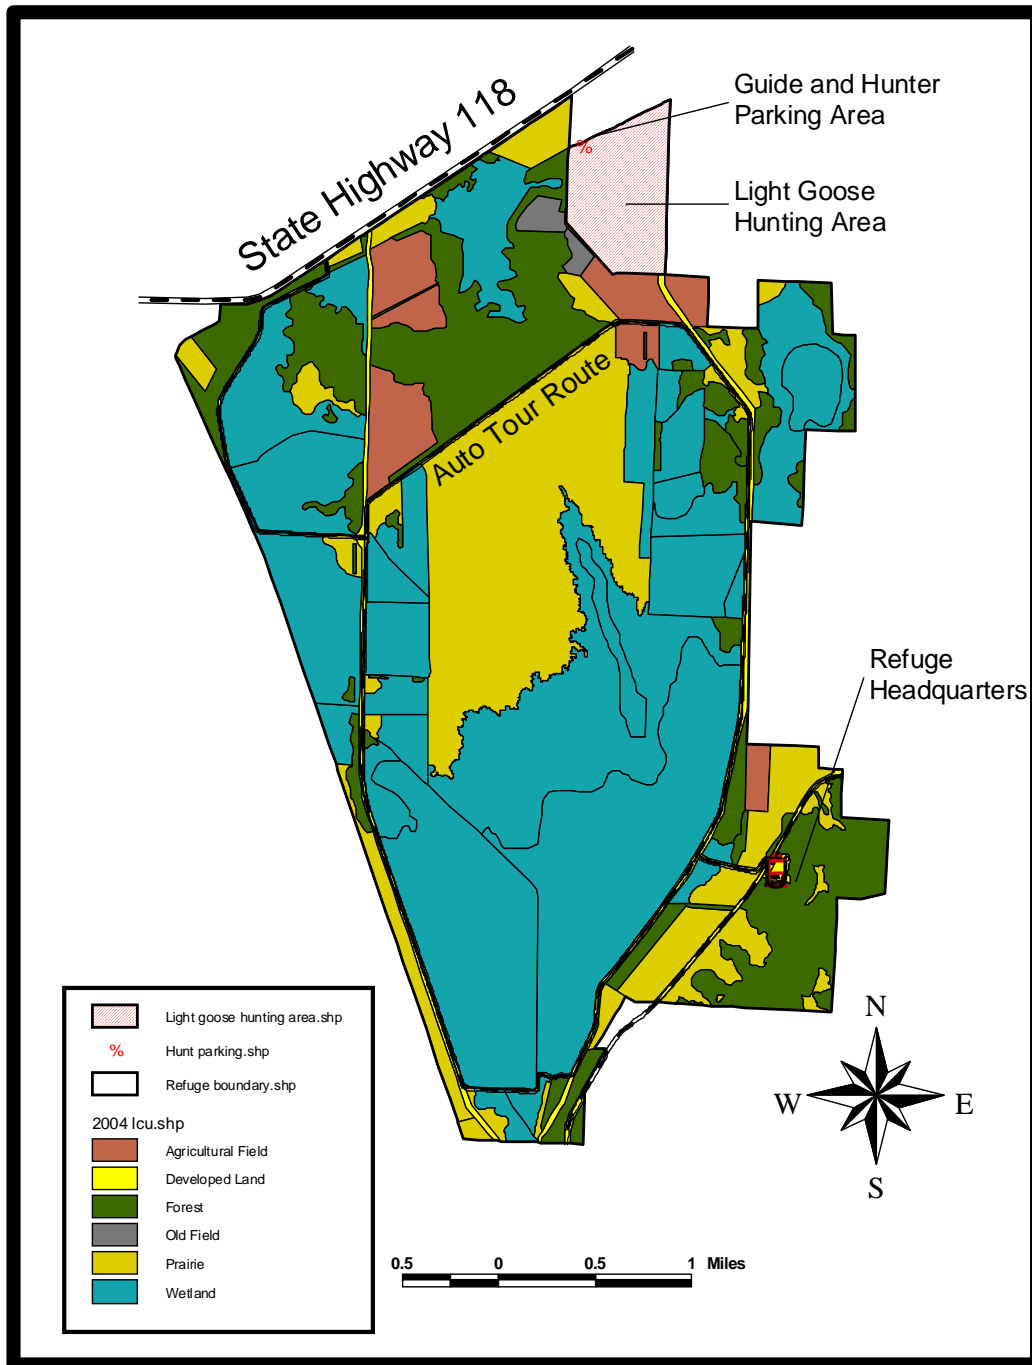 State Highway 118
Guide and Hunter
Parking Area
%
Light Goose
Hunting Area
Auto Tour Route
Refuge
Headquarters
Light goose hunting area.shp
% Hunt parking.shp
Refuge boundary.shp
2004 lcu.shp
Agricultural Field
Developed Land
Forest
Old Field
Prairie
Wetland
N
W E
S
0.5 0 0.5 1 Miles